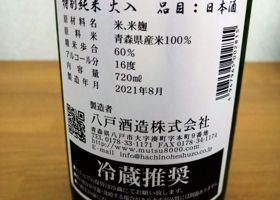 特別純米 大入　品目：日本酒
原材料名　米、米麹
青森県産米100%
精米歩合　60%
アルコール分　16度
内容量　720㎖
製造年月　2021年8月
製造者
八戸酒造株式会社
青森県八戸市大字湊町字本町9番地
TEL 0178-33-1171 FAX 0178-34-1174
http://www.mutsu8000.com
info@hachinoheshuzo.co.jp
冷蔵推奨